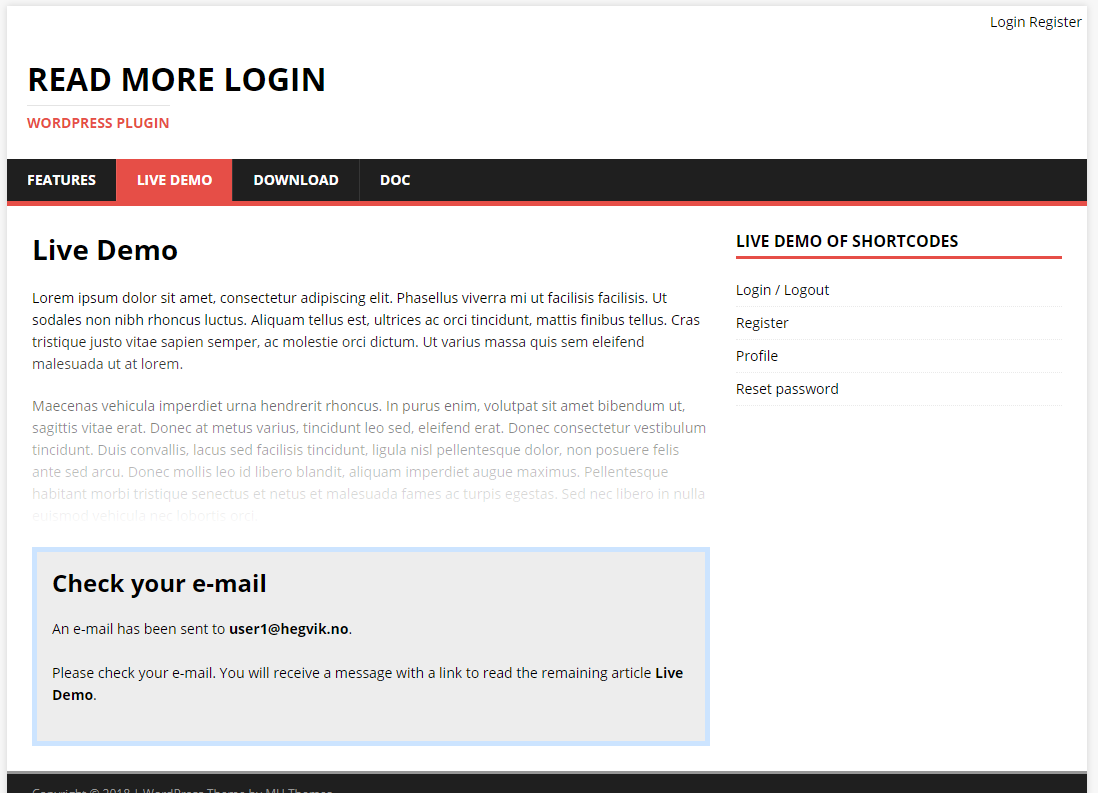 Login Register
READ MORE LOGIN
WORDPRESS PLUGIN
FEATURES LIVE DEMO DOWNLOAD DOC
Live Demo
Lorem ipsum dolor sit amet, consectetur adipiscing elit. Phasellus viverra mi ut facilisis facilisis. Ut
sodales non nibh rhoncus luctus. Aliquam tellus est, ultrices ac orci tincidunt, mattis finibus tellus. Cras
tristique justo vitae sapien semper, ac molestie orci dictum. Ut varius massa quis sem eleifend
malesuada ut at lorem.
Maecenas vehicula imperdiet urna hendrerit rhoncus. In purus enim, volutpat sit amet bibendum ut,
sagittis vitae erat. Donec at metus varius, tincidunt leo sed, eleifend erat. Donec consectetur vestibulum
tincidunt. Duis convallis, lacus sed facilisis tincidunt, ligula nisl pellentesque dolor, non posuere felis
ante sed arcu. Donec mollis leo id libero blandit, aliquam imperdiet augue maximus. Pellentesque
habitant morbi tristique senectus et netus et malesuada fames ac turpis egestas. Sed nec libero in nulla
euismod vehicula nec lobortis orci.
Check your e-mail
An e-mail has been sent to user1@hegvik.no.
Please check your e-mail. You will receive a message with a link to read the remaining article Live
Demo.
LIVE DEMO OF SHORTCODES
Login / Logout
Register
Profile
Reset password
Copyright © 2018 | WordPress Theme by MH Themes